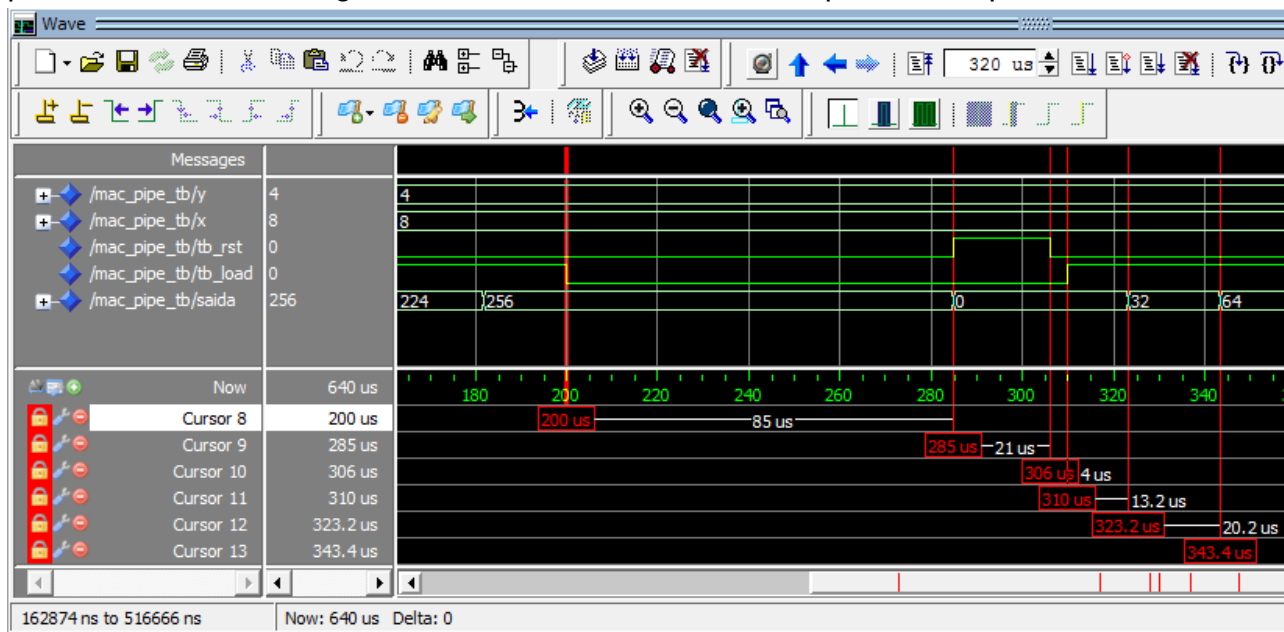 Wave
320 us
Messages
/mac_pipe_tb/y 4 4
/mac_pipe_tb/x 8 8
/mac_pipe_tb/tb_rst 0
/mac_pipe_tb/tb_load 0
/mac_pipe_tb/saida 256 224 256 0 32 64
Now 640 us 180 200 220 240 260 280 300 320 340
Cursor 8 200 us 200 us 85 us
Cursor 9 285 us 285 us 21 us
Cursor 10 306 us 306 us 4 us
Cursor 11 310 us 310 us 13.2 us
Cursor 12 323.2 us 323.2 us 20.2 us
Cursor 13 343.4 us 343.4 us
162874 ns to 516666 ns Now: 640 us Delta: 0